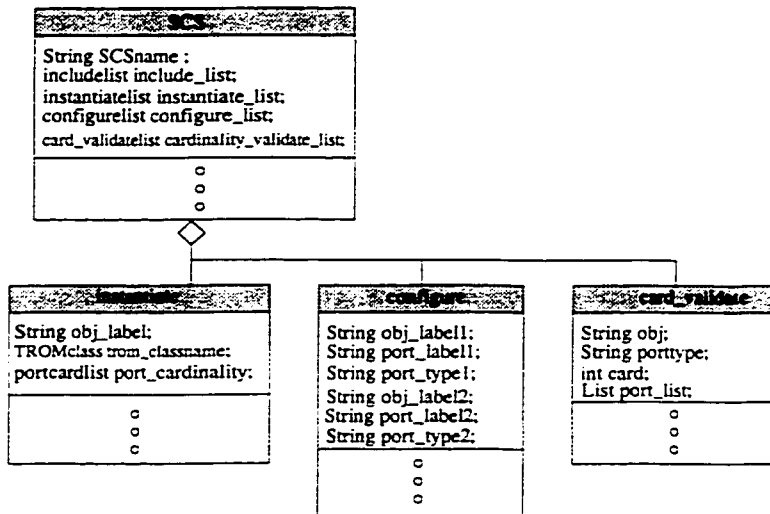 SCS
String SCSname ;
includelist include_list;
instantiatelist instantiate_list;
configurelist configure_list;
card_validatelist cardinality_validate_list;
instantiate
String obj_label;
TROMclass trom_classname;
portcardlist port_cardinality;
configure
String obj_label1;
String port_label1;
String port_type1;
String obj_label2;
String port_label2;
String port_type2;
card_validate
String obj;
String porttype;
int card;
List port_list;